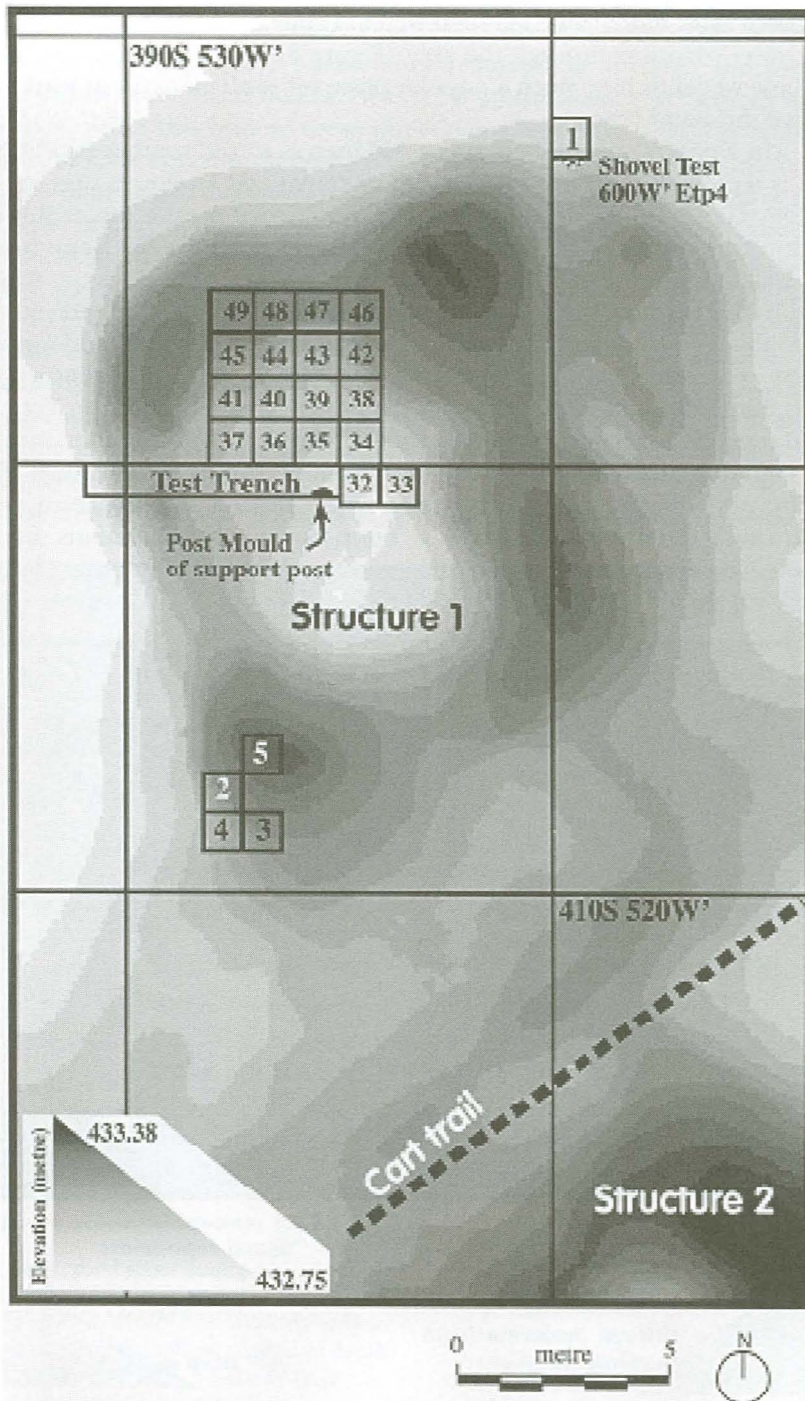 390S 530W'
1
Shovel Test
600W' Etp4
49 48 47 46
45 44 43 42
41 40 39 38
37 36 35 34
Test Trench 32 33
Post Mould
of support post
Structure 1
5
2
4 3
410S 520W'
Cart trail
Structure 2
Elevation (metre)
433.38
432.75
0 metre 5
N